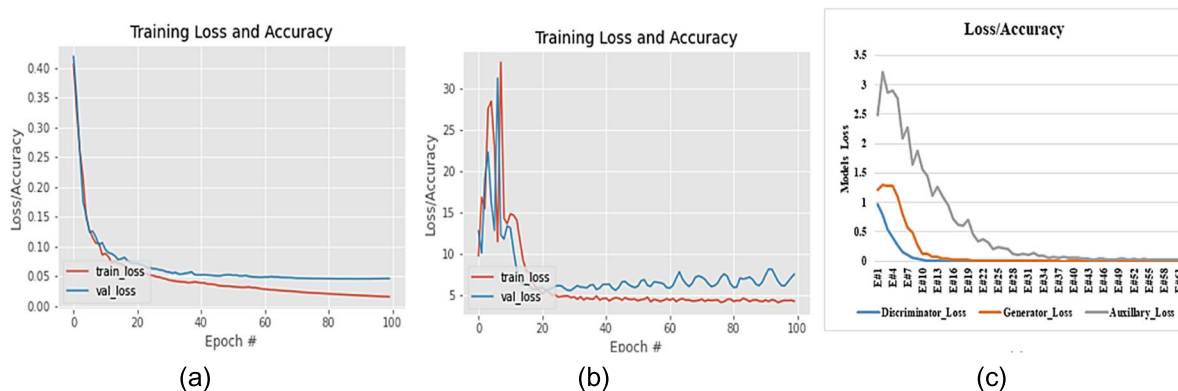 Training Loss and Accuracy
Loss/Accuracy
0.40
0.35
0.30
0.25
0.20
0.15
0.10
0.05
0.00
train_loss
val_loss
0 20 40 60 80 100
Epoch #
(a)
Training Loss and Accuracy
Loss/Accuracy
30
25
20
15
10
5
train_loss
val_loss
0 20 40 60 80 100
Epoch #
(b)
Loss/Accuracy
Models Loss
3.5
3
2.5
2
1.5
1
0.5
0
E#1 E#4 E#7 E#10 E#13 E#16 E#19 E#22 E#25 E#28 E#31 E#34 E#37 E#40 E#43 E#46 E#49 E#52 E#55 E#58
Discriminator_Loss Generator_Loss Auxillary_Loss
(c)